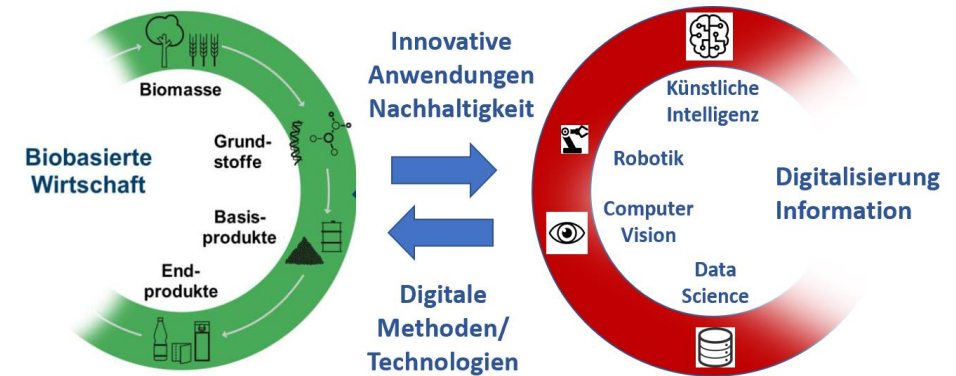 Biobasierte
Wirtschaft
Biomasse
Grund-
stoffe
Basis-
produkte
End-
produkte
Innovative
Anwendungen
Nachhaltigkeit
Digitale
Methoden/
Technologien
Künstliche
Intelligenz
Robotik
Computer
Vision
Data
Science
Digitalisierung
Information